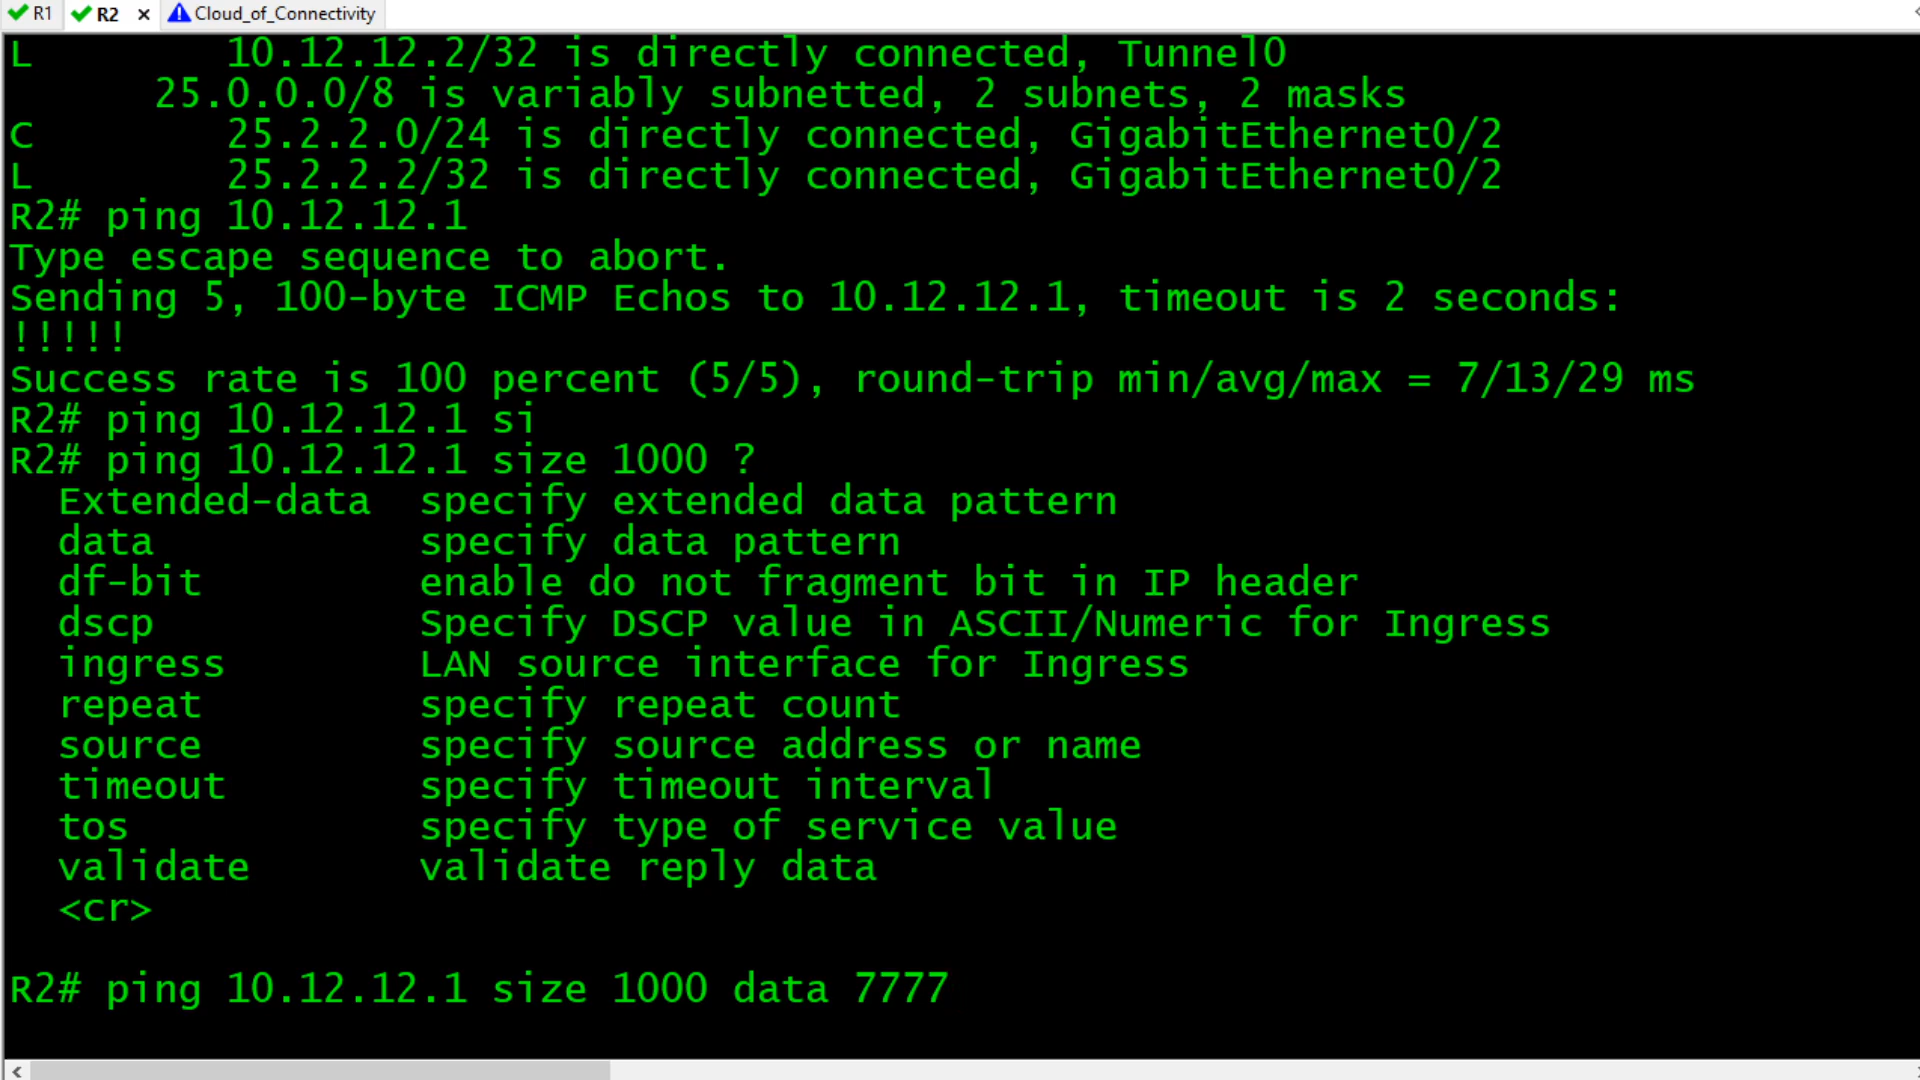 R1 R2 × Cloud_of_Connectivity
L        10.12.12.2/32 is directly connected, Tunnel0
      25.0.0.0/8 is variably subnetted, 2 subnets, 2 masks
C        25.2.2.0/24 is directly connected, GigabitEthernet0/2
L        25.2.2.2/32 is directly connected, GigabitEthernet0/2
R2# ping 10.12.12.1
Type escape sequence to abort.
Sending 5, 100-byte ICMP Echos to 10.12.12.1, timeout is 2 seconds:
!!!!!
Success rate is 100 percent (5/5), round-trip min/avg/max = 7/13/29 ms
R2# ping 10.12.12.1 si
R2# ping 10.12.12.1 size 1000 ?
  Extended-data  specify extended data pattern
  data           specify data pattern
  df-bit         enable do not fragment bit in IP header
  dscp           Specify DSCP value in ASCII/Numeric for Ingress
  ingress        LAN source interface for Ingress
  repeat         specify repeat count
  source         specify source address or name
  timeout        specify timeout interval
  tos            specify type of service value
  validate       validate reply data
  <cr>
R2# ping 10.12.12.1 size 1000 data 7777